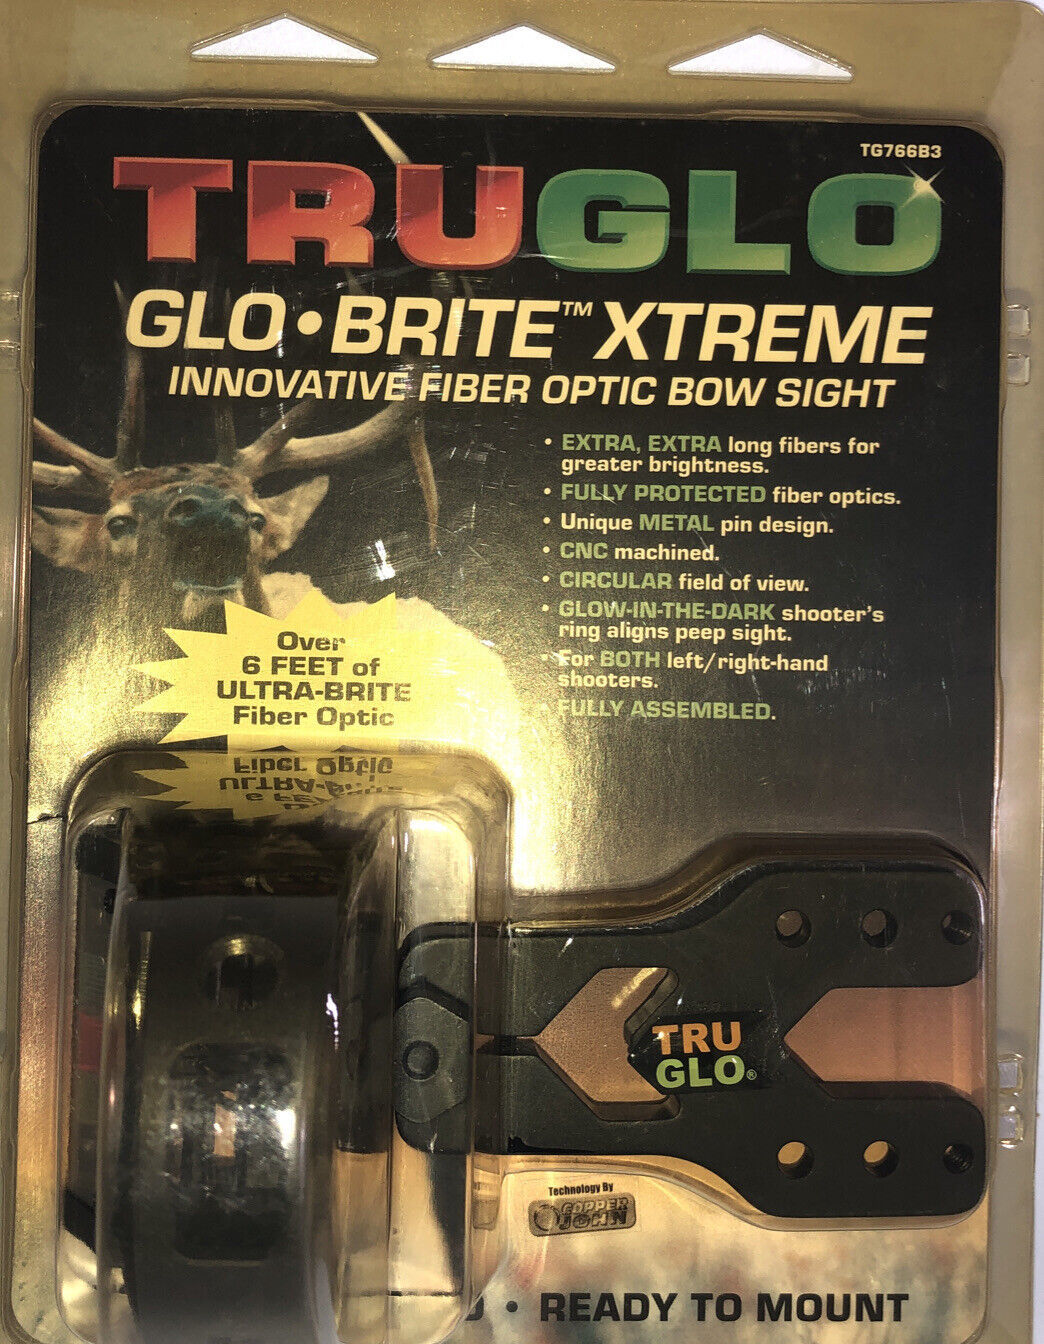 TG766B3
TRUGLO
GLO•BRITE™ XTREME
INNOVATIVE FIBER OPTIC BOW SIGHT
• EXTRA, EXTRA long fibers for
greater brightness.
• FULLY PROTECTED fiber optics.
• Unique METAL pin design.
• CNC machined.
• CIRCULAR field of view.
• GLOW-IN-THE-DARK shooter's
ring aligns peep sight.
• For BOTH left/right-hand
shooters.
• FULLY ASSEMBLED.
Over
6 FEET of
ULTRA-BRITE
Fiber Optic
TRU
GLO®
Technology By
COPPER
JOHN
• READY TO MOUNT